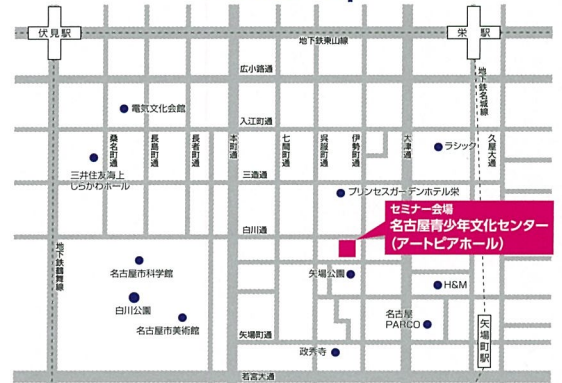 伏見駅
栄駅
地下鉄東山線
広小路通
地下鉄名城線
電気文化会館
入江町通
桑名町通
長島町通
長者町通
本町通
七間町通
呉服町通
伊勢町通
大津通
ラシック
久屋大通
三井住友海上
しらかわホール
三造通
プリンセスガーデンホテル栄
セミナー会場
名古屋青少年文化センター
(アートピアホール)
白川通
地下鉄鶴舞線
名古屋市科学館
矢場公園
H&M
白川公園
名古屋市美術館
名古屋
PARCO
矢場町駅
矢場町通
政秀寺
若宮大通